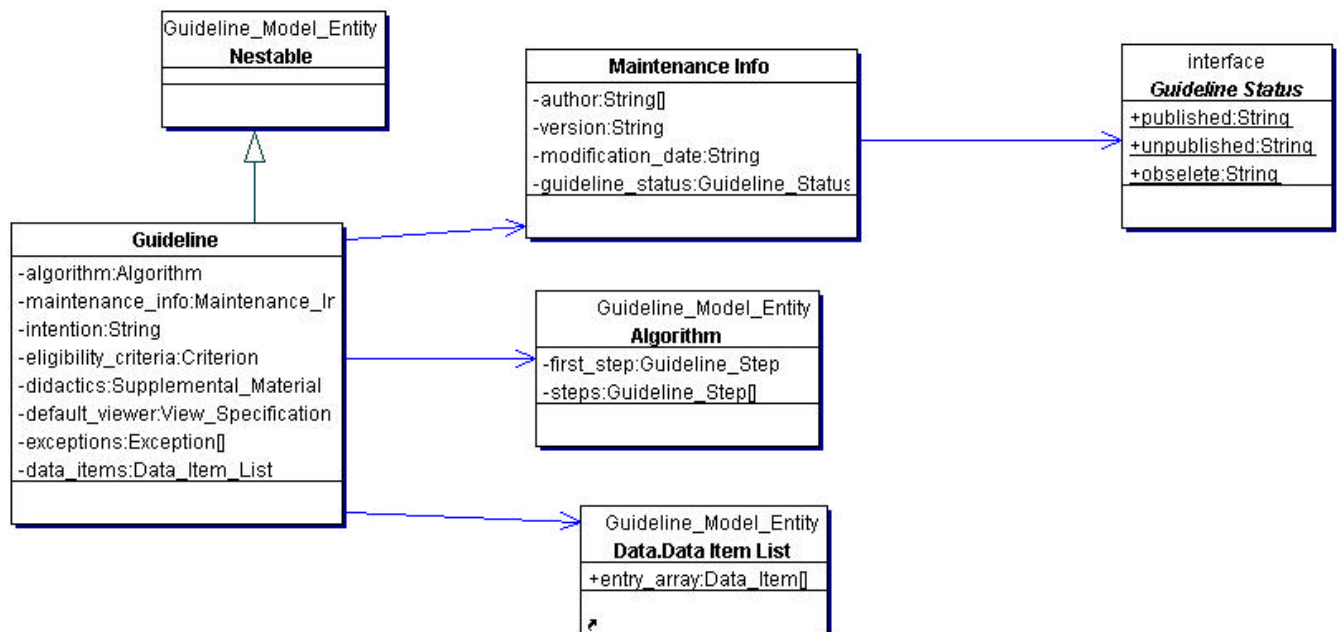 Guideline_Model_Entity
Nestable
Maintenance Info
-author:String[]
-version:String
-modification_date:String
-guideline_status:Guideline_Status
interface
Guideline Status
+published:String
+unpublished:String
+obselete:String
Guideline
-algorithm:Algorithm
-maintenance_info:Maintenance_Ir
-intention:String
-eligibility_criteria:Criterion
-didactics:Supplemental_Material
-default_viewer:View_Specification
-exceptions:Exception[]
-data_items:Data_Item_List
Guideline_Model_Entity
Algorithm
-first_step:Guideline_Step
-steps:Guideline_Step[]
Guideline_Model_Entity
Data.Data Item List
+entry_array:Data_Item[]